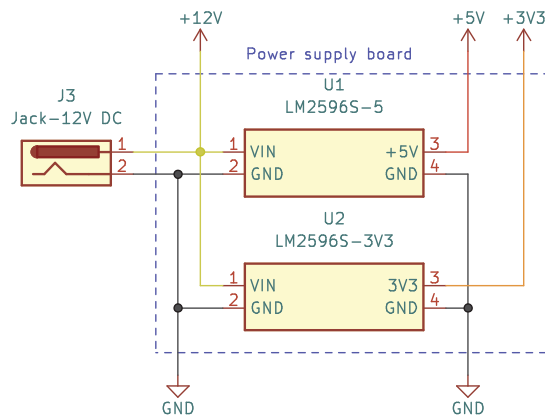 +12V
+5V
+3V3
Power supply board
J3
Jack-12V DC
1
2
U1
LM2596S-5
1
VIN
+5V
3
2
GND
GND
4
U2
LM2596S-3V3
1
VIN
3V3
3
2
GND
GND
4
GND
GND